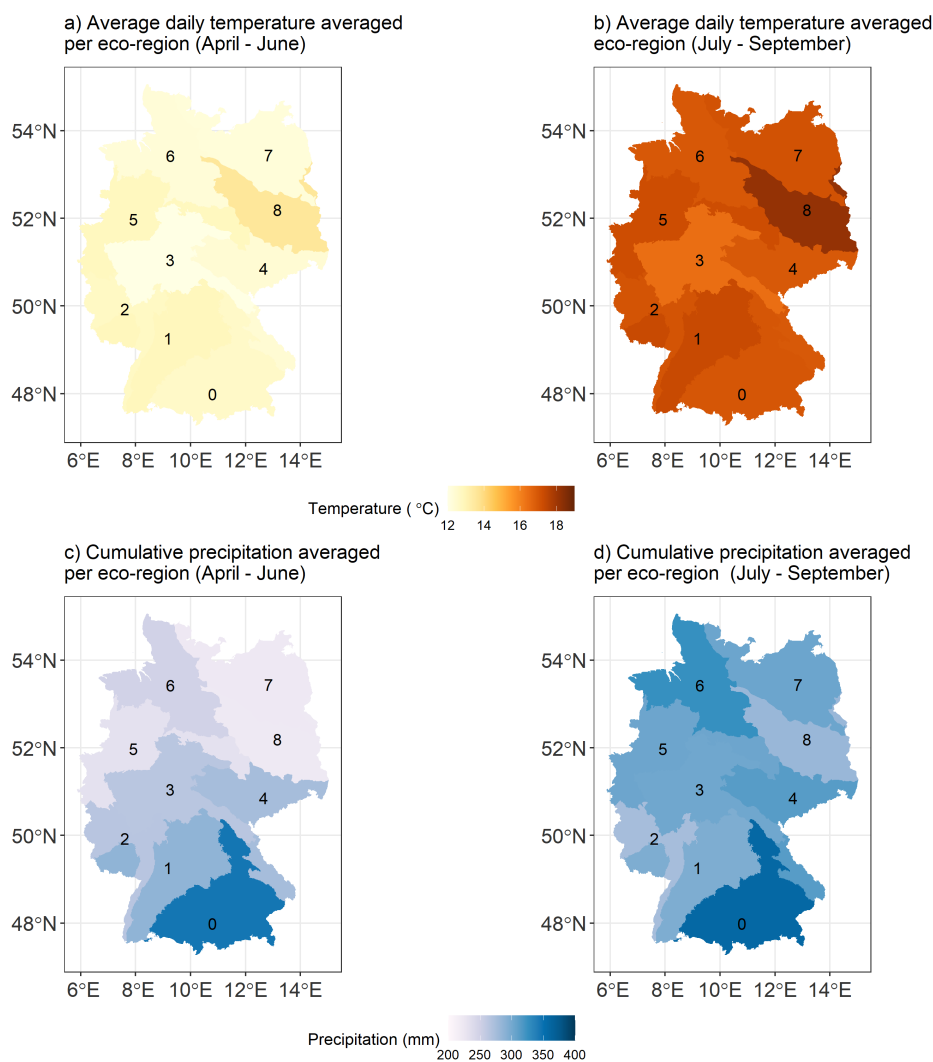 a) Average daily temperature averaged
per eco-region (April - June)
b) Average daily temperature averaged
eco-region (July - September)
54°N
52°N
50°N
48°N
6
7
5
8
3
4
2
1
0
6°E 8°E 10°E 12°E 14°E
54°N
52°N
50°N
48°N
6
7
5
8
3
4
2
1
0
6°E 8°E 10°E 12°E 14°E
Temperature ( °C)
12 14 16 18
c) Cumulative precipitation averaged
per eco-region (April - June)
d) Cumulative precipitation averaged
per eco-region  (July - September)
54°N
52°N
50°N
48°N
6
7
5
8
3
4
2
1
0
6°E 8°E 10°E 12°E 14°E
54°N
52°N
50°N
48°N
6
7
5
8
3
4
2
1
0
6°E 8°E 10°E 12°E 14°E
Precipitation (mm)
200 250 300 350 400